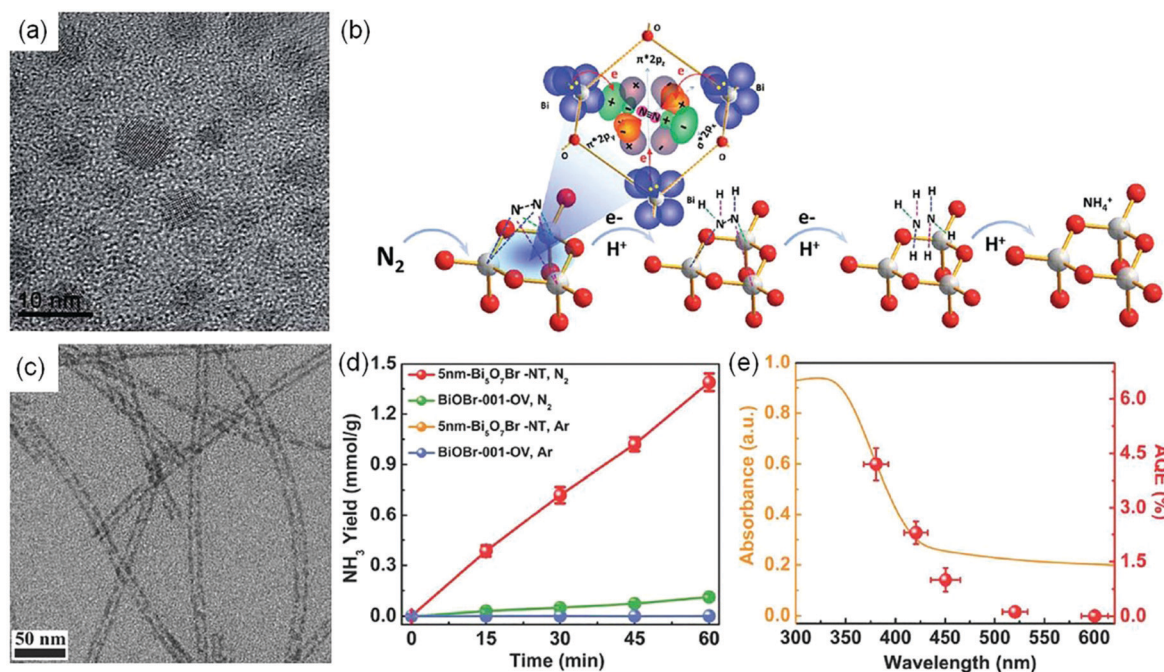 (a)
10 nm
(b)
O
π*2p₂
e
e
Bi
Bi
+
+
-
-
N≡N
+
-
-
+
-
π*2pᵧ
σ*2pₓ
O
O
e
Bi
N-N
N₂
e-
H⁺
H H H
N-N
e-
H⁺
H H
N
H
H H
H⁺
NH₄⁺
(c)
50 nm
(d)
1.5
1.2
0.9
0.6
0.3
0.0
NH₃ Yield (mmol/g)
5nm-Bi₅O₇Br -NT, N₂
BiOBr-001-OV, N₂
5nm-Bi₅O₇Br -NT, Ar
BiOBr-001-OV, Ar
0 15 30 45 60
Time (min)
(e)
1.0
0.8
0.6
0.4
0.2
0.0
Absorbance (a.u.)
6.0
4.5
3.0
1.5
0.0
AQE (%)
300 350 400 450 500 550 600
Wavelength (nm)